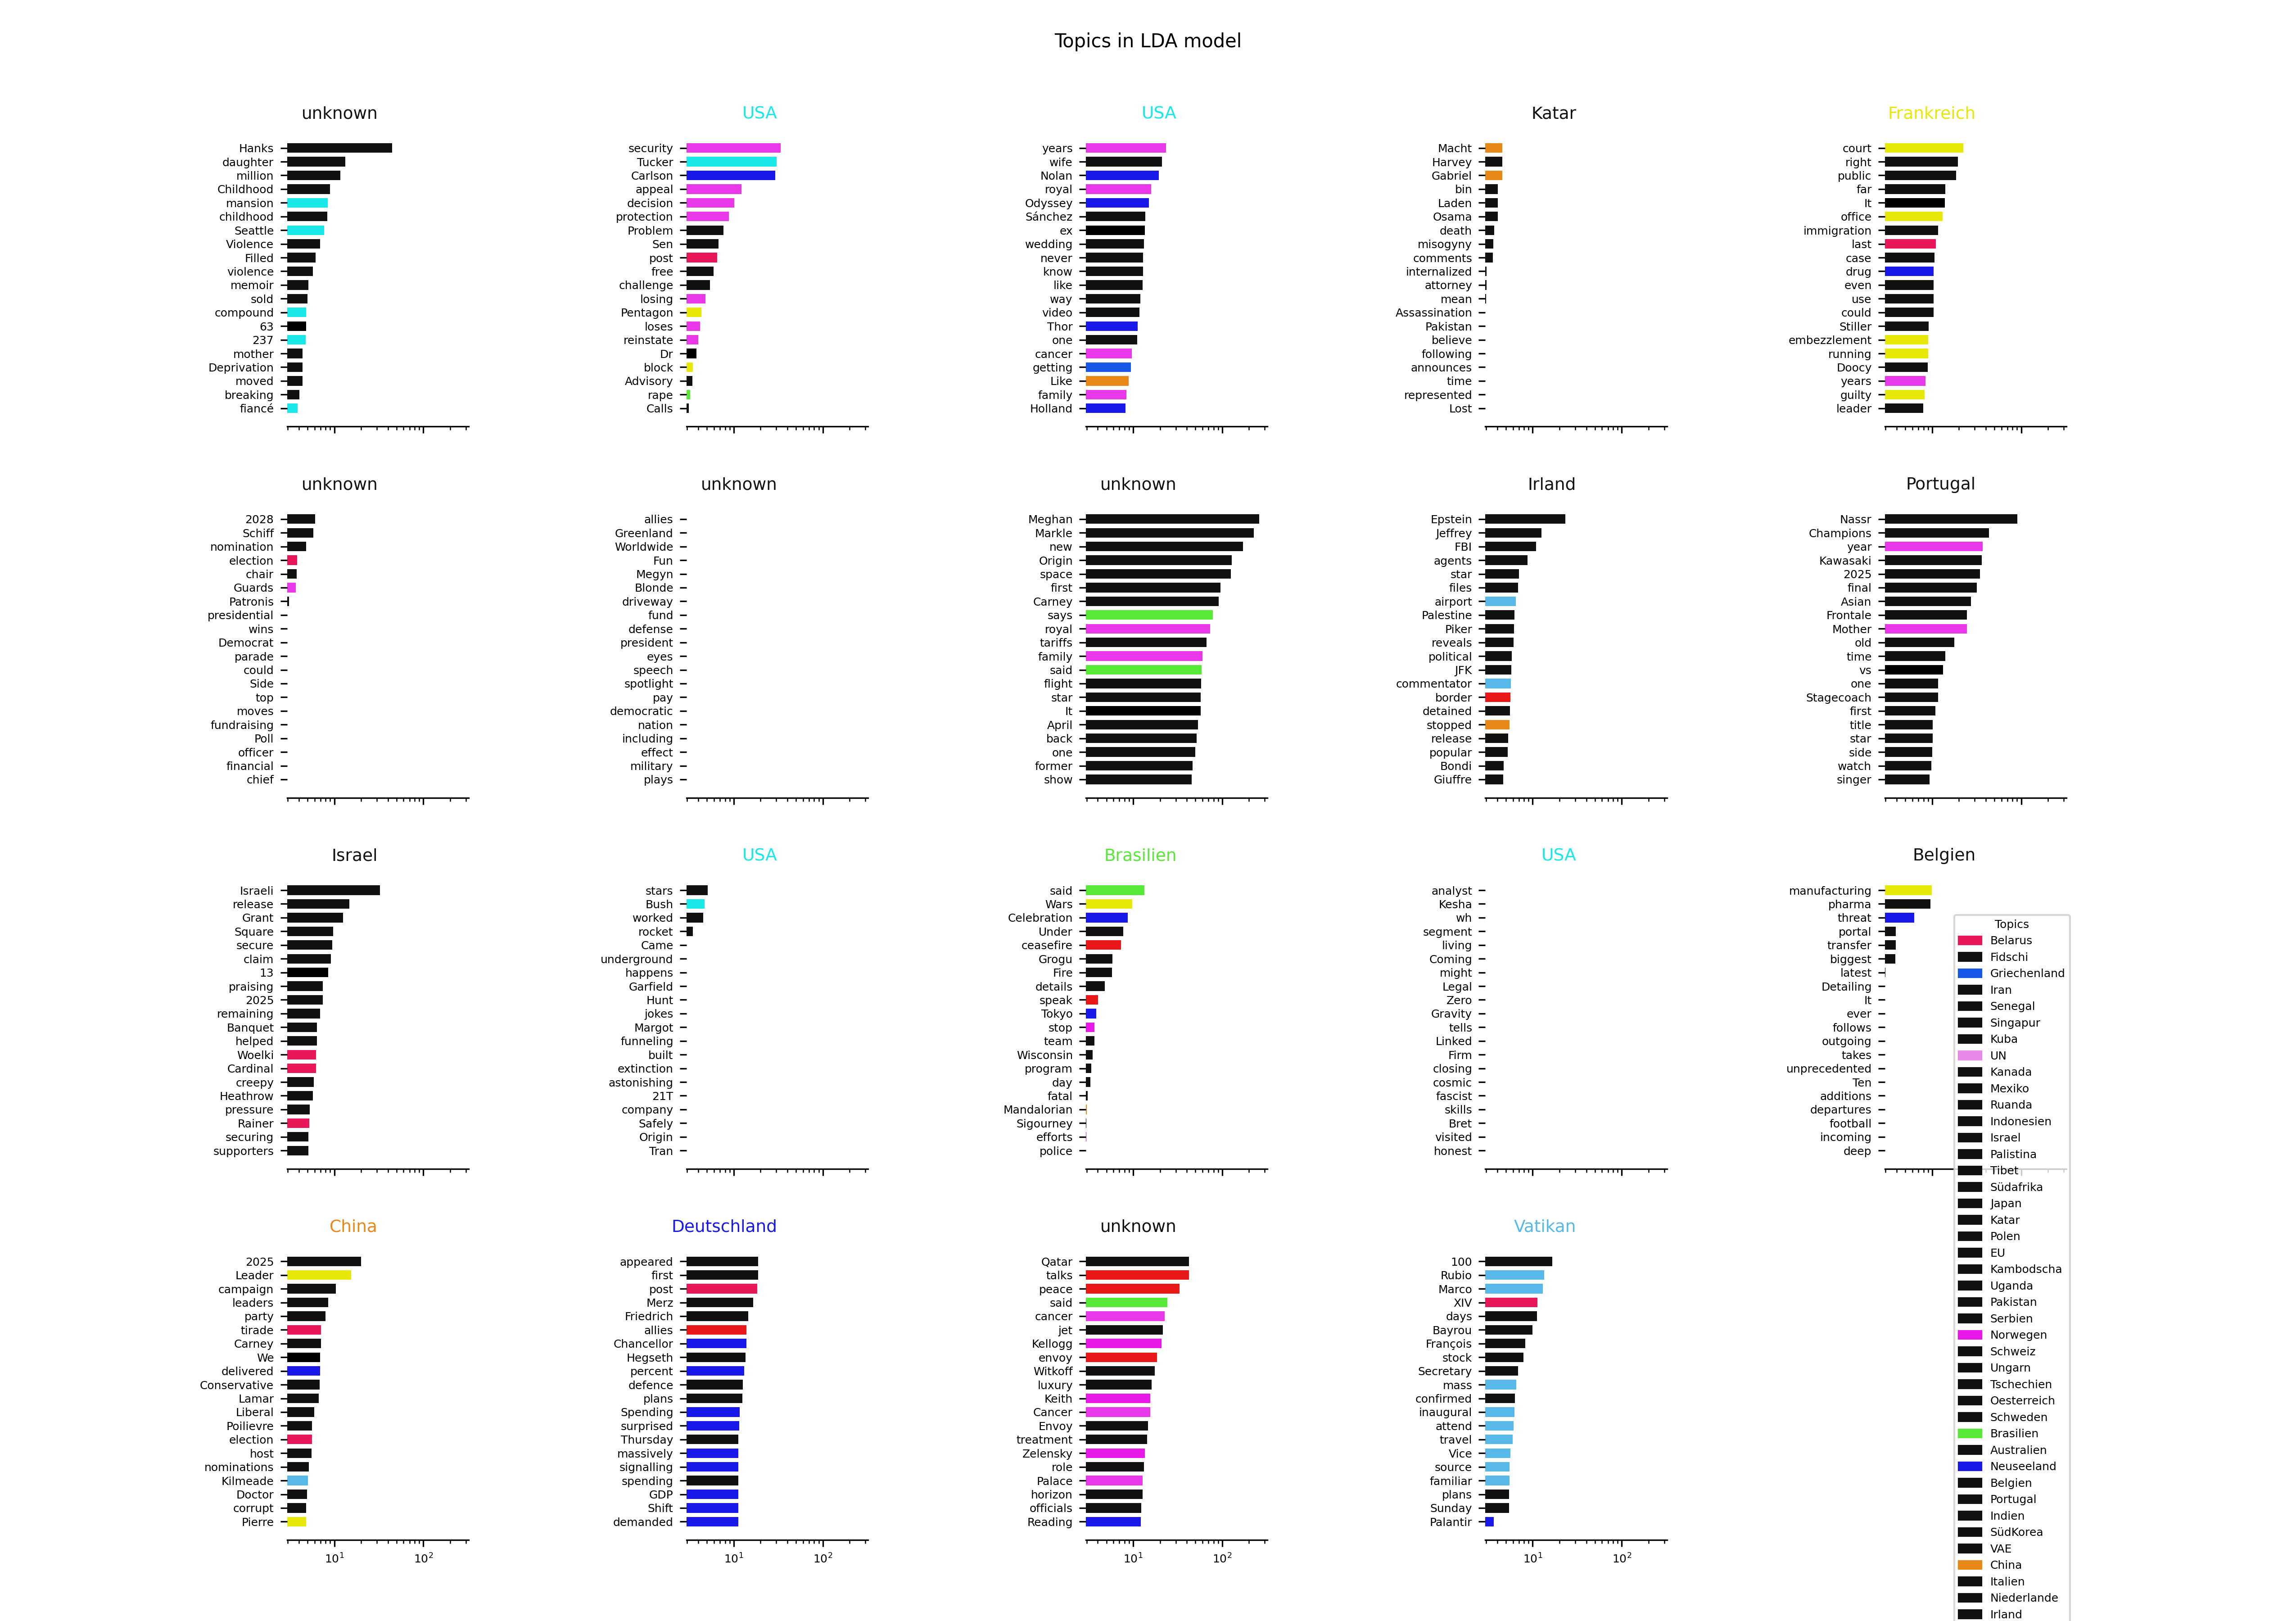 Topics in LDA model
unknown
Hanks
daughter
million
Childhood
mansion
childhood
Seattle
Violence
Filled
violence
memoir
sold
compound
63
237
mother
Deprivation
moved
breaking
fiancé
USA
security
Tucker
Carlson
appeal
decision
protection
Problem
Sen
post
free
challenge
losing
Pentagon
loses
reinstate
Dr
block
Advisory
rape
Calls
USA
years
wife
Nolan
royal
Odyssey
Sánchez
ex
wedding
never
know
like
way
video
Thor
one
cancer
getting
Like
family
Holland
Katar
Macht
Harvey
Gabriel
bin
Laden
Osama
death
misogyny
comments
internalized
attorney
mean
Assassination
Pakistan
believe
following
announces
time
represented
Lost
Frankreich
court
right
public
far
It
office
immigration
last
case
drug
even
use
could
Stiller
embezzlement
running
Doocy
years
guilty
leader
unknown
2028
Schiff
nomination
election
chair
Guards
Patronis
presidential
wins
Democrat
parade
could
Side
top
moves
fundraising
Poll
officer
financial
chief
unknown
allies
Greenland
Worldwide
Fun
Megyn
Blonde
driveway
fund
defense
president
eyes
speech
spotlight
pay
democratic
nation
including
effect
military
plays
unknown
Meghan
Markle
new
Origin
space
first
Carney
says
royal
tariffs
family
said
flight
star
It
April
back
one
former
show
Irland
Epstein
Jeffrey
FBI
agents
star
files
airport
Palestine
Piker
reveals
political
JFK
commentator
border
detained
stopped
release
popular
Bondi
Giuffre
Portugal
Nassr
Champions
year
Kawasaki
2025
final
Asian
Frontale
Mother
old
time
vs
one
Stagecoach
first
title
star
side
watch
singer
Israel
Israeli
release
Grant
Square
secure
claim
13
praising
2025
remaining
Banquet
helped
Woelki
Cardinal
creepy
Heathrow
pressure
Rainer
securing
supporters
USA
stars
Bush
worked
rocket
Came
underground
happens
Garfield
Hunt
jokes
Margot
funneling
built
extinction
astonishing
21T
company
Safely
Origin
Tran
Brasilien
said
Wars
Celebration
Under
ceasefire
Grogu
Fire
details
speak
Tokyo
stop
team
Wisconsin
program
day
fatal
Mandalorian
Sigourney
efforts
police
USA
analyst
Kesha
wh
segment
living
Coming
might
Legal
Zero
Gravity
tells
Linked
Firm
closing
cosmic
fascist
skills
Bret
visited
honest
Belgien
manufacturing
pharma
threat
portal
transfer
biggest
latest
Detailing
It
ever
follows
outgoing
takes
unprecedented
Ten
additions
departures
football
incoming
deep
China
2025
Leader
campaign
leaders
party
tirade
Carney
We
delivered
Conservative
Lamar
Liberal
Poilievre
election
host
nominations
Kilmeade
Doctor
corrupt
Pierre
10¹
10²
Deutschland
appeared
first
post
Merz
Friedrich
allies
Chancellor
Hegseth
percent
defence
plans
Spending
surprised
Thursday
massively
signalling
spending
GDP
Shift
demanded
10¹
10²
unknown
Qatar
talks
peace
said
cancer
jet
Kellogg
envoy
Witkoff
luxury
Keith
Cancer
Envoy
treatment
Zelensky
role
Palace
horizon
officials
Reading
10¹
10²
Vatikan
100
Rubio
Marco
XIV
days
Bayrou
François
stock
Secretary
mass
confirmed
inaugural
attend
travel
Vice
source
familiar
plans
Sunday
Palantir
10¹
10²
Topics
Belarus
Fidschi
Griechenland
Iran
Senegal
Singapur
Kuba
UN
Kanada
Mexiko
Ruanda
Indonesien
Israel
Palistina
Tibet
Südafrika
Japan
Katar
Polen
EU
Kambodscha
Uganda
Pakistan
Serbien
Norwegen
Schweiz
Ungarn
Tschechien
Oesterreich
Schweden
Brasilien
Australien
Neuseeland
Belgien
Portugal
Indien
SüdKorea
VAE
China
Italien
Niederlande
Irland